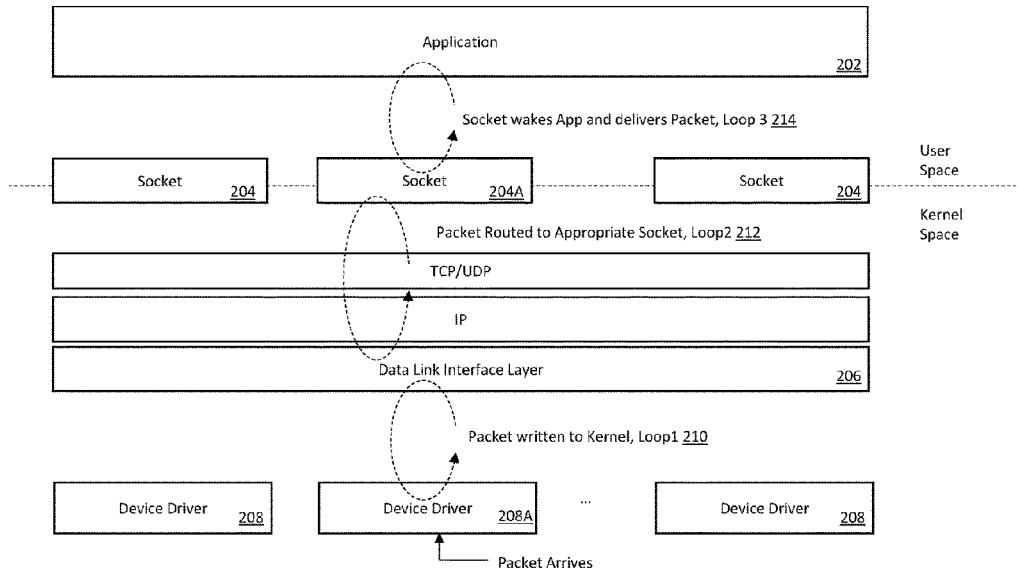 Application
202
Socket wakes App and delivers Packet, Loop 3 214
User
Space
Socket
204
Socket
204A
Socket
204
Kernel
Space
Packet Routed to Appropriate Socket, Loop2 212
TCP/UDP
IP
Data Link Interface Layer
206
Packet written to Kernel, Loop1 210
Device Driver
208
Device Driver
208A
...
Device Driver
208
Packet Arrives